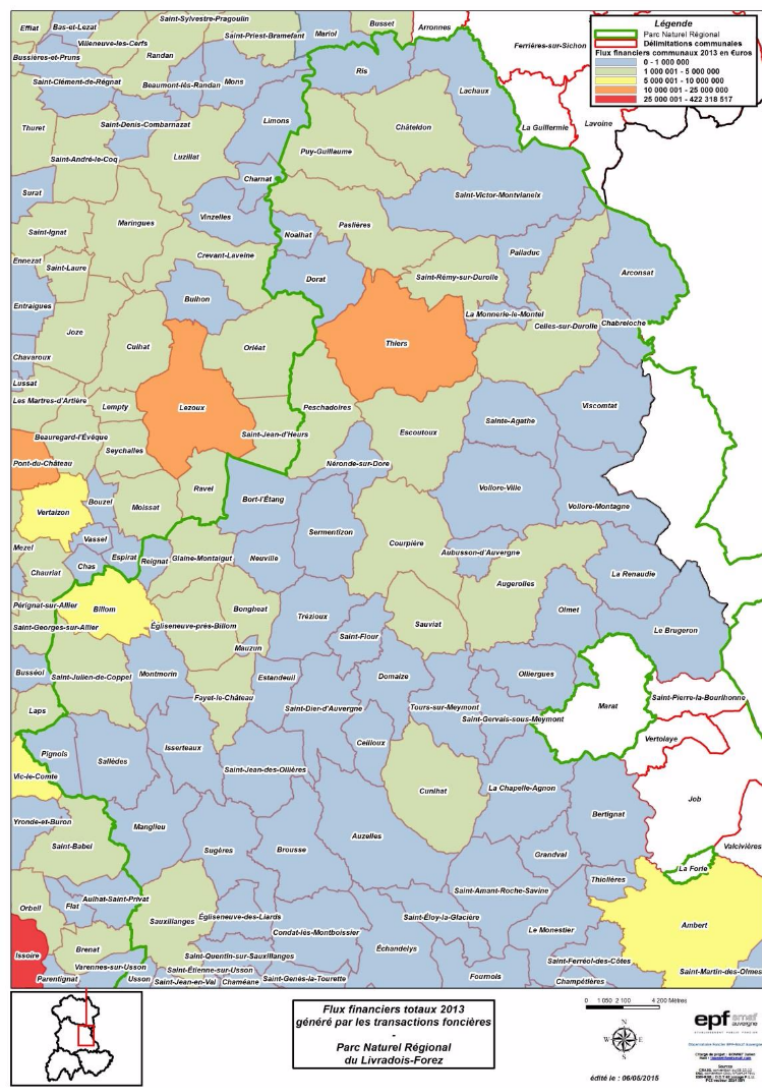 Effiat
Bas-et-Lezat
Saint-Sylvestre-Pragoulin
Villeneuve-les-Cerfs
Randan
Saint-Priest-Bramefant
Mariol
Busset
Arronnes
Ferrières-sur-Sichon
Bussières-et-Pruns
Saint-Clément-de-Régnat
Beaumont-lès-Randan
Mons
Ris
Lachaux
La Guillermie
Lavoine
Légende
Parc Naturel Régional
Délimitations communales
Flux financiers communaux 2013 en Euros
0 - 1 000 000
1 000 001 - 5 000 000
5 000 001 - 10 000 000
10 000 001 - 25 000 000
25 000 001 - 422 318 517
Limons
Châteldon
Saint-Denis-Combarnazat
Thuret
Luzillat
Puy-Guillaume
Saint-André-le-Coq
Charnat
Surat
Saint-Victor-Montvianeix
Vinzelles
Maringues
Paslières
Saint-Ignat
Noalhat
Crevant-Laveine
Palladuc
Ennezat
Saint-Laure
Dorat
Saint-Rémy-sur-Durolle
Arconsat
Bulhon
Entraigues
La Monnerie-le-Montel
Chabreloche
Joze
Culhat
Orléat
Thiers
Celles-sur-Durolle
Chavaroux
Lussat
Les Martres-d'Artière
Lempty
Lezoux
Peschadoires
Viscomtat
Beauregard-l'Évêque
Saint-Jean-d'Heurs
Escoutoux
Sainte-Agathe
Seychalles
Pont-du-Château
Néronde-sur-Dore
Ravel
Vollore-Ville
Bouzel
Moissat
Bort-l'Étang
Vollore-Montagne
Vertaizon
Sermentizon
Vassel
Courpière
Mezel
Espirat
Reignat
Glaine-Montaigut
Neuville
Aubusson-d'Auvergne
Chas
Chauriat
La Renaudie
Augerolles
Pérignat-sur-Allier
Billom
Bongheat
Trézioux
Olmet
Saint-Georges-sur-Allier
Égliseneuve-près-Billom
Sauviat
Le Brugeron
Saint-Flour
Mauzun
Busséol
Saint-Julien-de-Coppel
Montmorin
Estandeuil
Domaize
Olliergues
Saint-Pierre-la-Bourlhonne
Laps
Fayet-le-Château
Saint-Dier-d'Auvergne
Tours-sur-Meymont
Marat
Saint-Gervais-sous-Meymont
Vertolaye
Pignols
Isserteaux
Ceilloux
Sallèdes
Saint-Jean-des-Ollières
Vic-le-Comte
Cunlhat
La Chapelle-Agnon
Job
Yronde-et-Buron
Manglieu
Auzelles
Bertignat
Saint-Babel
Sugères
Brousse
Grandval
Valcivières
La Forie
Thiolières
Aulhat-Saint-Privat
Saint-Amant-Roche-Savine
Orbeil
Flat
Sauxillanges
Égliseneuve-des-Liards
Saint-Éloy-la-Glacière
Ambert
Condat-lès-Montboissier
Le Monestier
Issoire
Brenat
Saint-Quentin-sur-Sauxillanges
Échandelys
Saint-Ferréol-des-Côtes
Varennes-sur-Usson
Saint-Étienne-sur-Usson
Saint-Martin-des-Olmes
Parentignat
Usson
Saint-Jean-en-Val
Chaméane
Saint-Genès-la-Tourette
Fournols
Champétières
Flux financiers totaux 2013
généré par les transactions foncières
-
Parc Naturel Régional
du Livradois-Forez
0 1 050 2 100 4 200 Mètres
édité le : 06/05/2015
epf smaf
auvergne